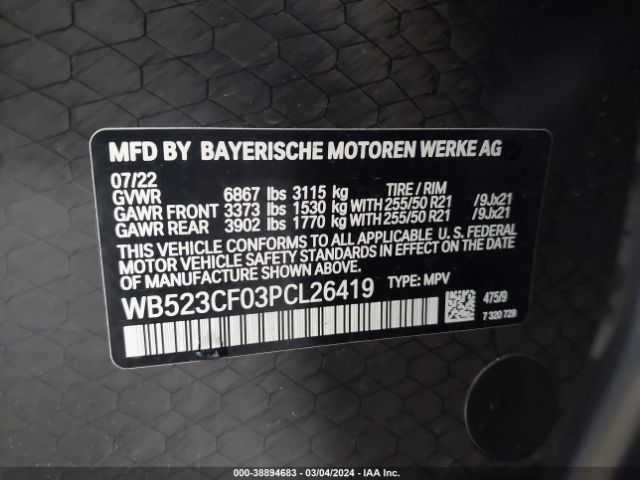 MFD BY BAYERISCHE MOTOREN WERKE AG
07/22
GVWR 6867 lbs 3115 kg TIRE / RIM
GAWR FRONT 3373 lbs 1530 kg WITH 255/50 R21 /9Jx21
GAWR REAR 3902 lbs 1770 kg WITH 255/50 R21 /9Jx21
THIS VEHICLE CONFORMS TO ALL APPLICABLE U.S. FEDERAL
MOTOR VEHICLE SAFETY STANDARDS IN EFFECT ON THE DATE
OF MANUFACTURE SHOWN ABOVE.
WB523CF03PCL26419 TYPE: MPV
475/9
7 320 729
000-38894683 - 03/04/2024 - IAA Inc.